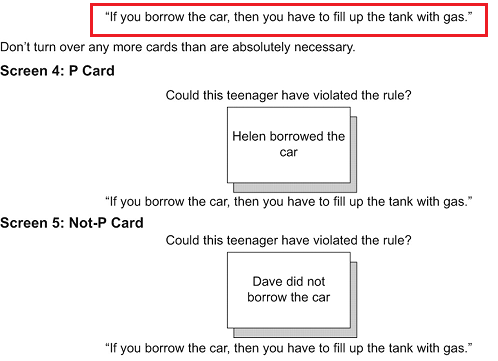 “If you borrow the car, then you have to fill up the tank with gas.”
Don’t turn over any more cards than are absolutely necessary.
Screen 4: P Card
Could this teenager have violated the rule?
Helen borrowed the
car
“If you borrow the car, then you have to fill up the tank with gas.”
Screen 5: Not-P Card
Could this teenager have violated the rule?
Dave did not
borrow the car
“If you borrow the car, then you have to fill up the tank with gas.”